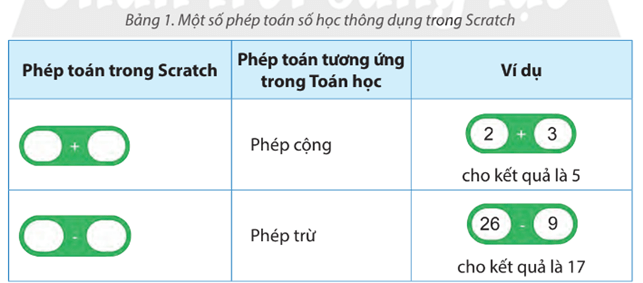 Bảng 1. Một số phép toán số học thông dụng trong Scratch
Phép toán trong Scratch
Phép toán tương ứng
trong Toán học
Ví dụ
+
Phép cộng
2 + 3
cho kết quả là 5
-
Phép trừ
26 - 9
cho kết quả là 17